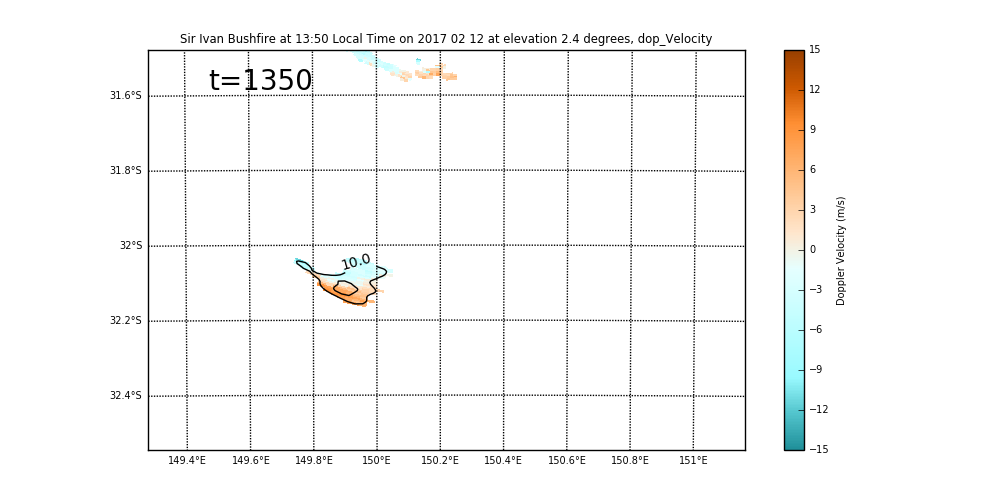 Sir Ivan Bushfire at 13:50 Local Time on 2017 02 12 at elevation 2.4 degrees, dop_Velocity
t=1350
31.6°S
31.8°S
32°S
32.2°S
32.4°S
10.0
149.4°E 149.6°E 149.8°E 150°E 150.2°E 150.4°E 150.6°E 150.8°E 151°E
15
12
9
6
3
0
−3
−6
−9
−12
−15
Doppler Velocity (m/s)